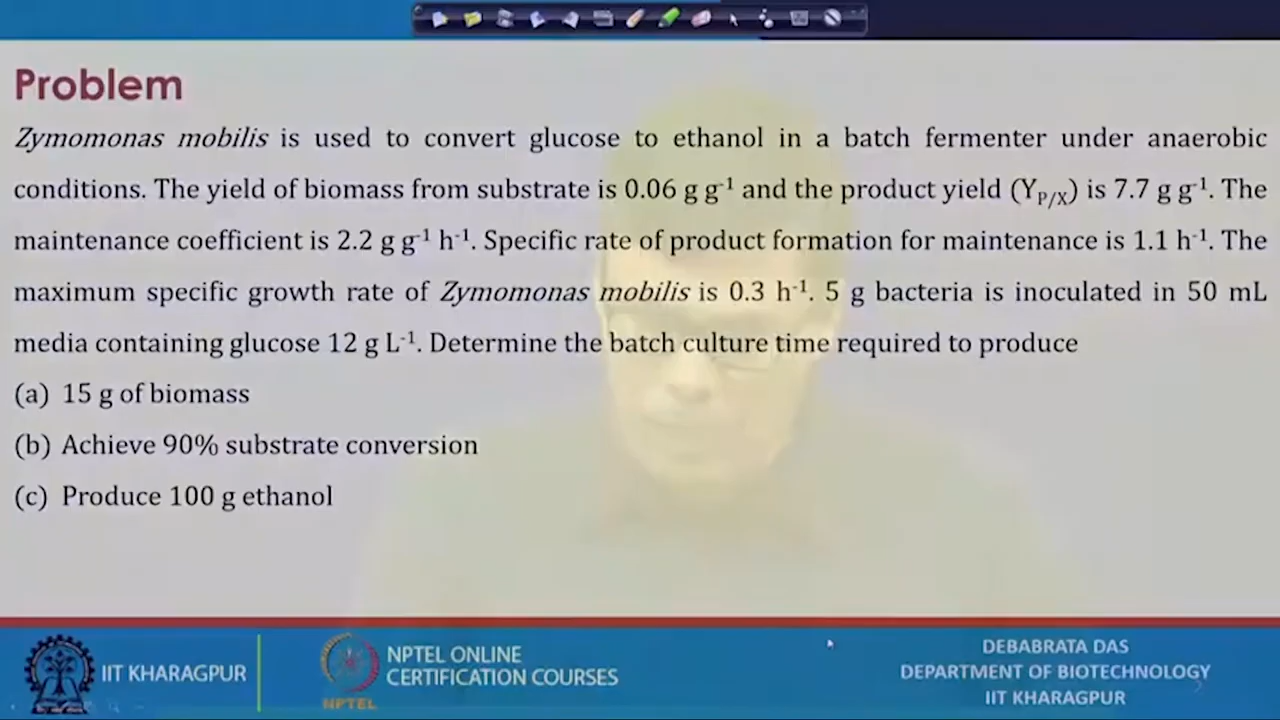 Problem
Zymomonas mobilis is used to convert glucose to ethanol in a batch fermenter under anaerobic
conditions. The yield of biomass from substrate is 0.06 g g⁻¹ and the product yield (Y_P/X) is 7.7 g g⁻¹. The
maintenance coefficient is 2.2 g g⁻¹ h⁻¹. Specific rate of product formation for maintenance is 1.1 h⁻¹. The
maximum specific growth rate of Zymomonas mobilis is 0.3 h⁻¹. 5 g bacteria is inoculated in 50 mL
media containing glucose 12 g L⁻¹. Determine the batch culture time required to produce
(a) 15 g of biomass
(b) Achieve 90% substrate conversion
(c) Produce 100 g ethanol
IIT KHARAGPUR
NPTEL
NPTEL ONLINE
CERTIFICATION COURSES
DEBABRATA DAS
DEPARTMENT OF BIOTECHNOLOGY
IIT KHARAGPUR